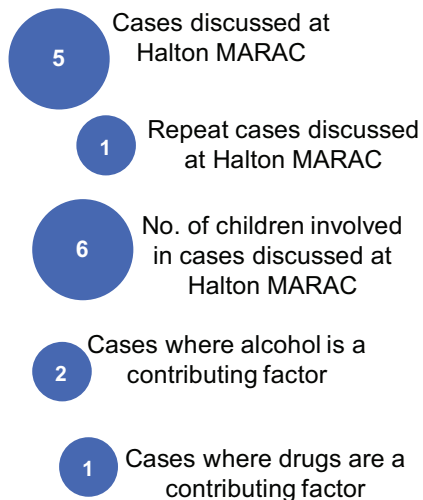 Cases discussed at
5
Halton MARAC
Repeat cases discussed
1
at Halton MARAC
No. of children involved
6
in cases discussed at
Halton MARAC
Cases where alcohol is a
2
contributing factor
Cases where drugs are a
1
contributing factor